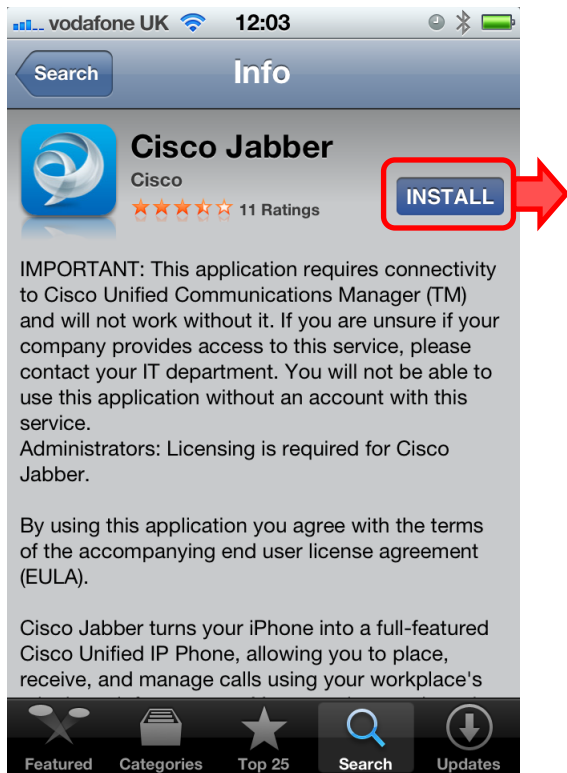 vodafone UK 12:03
Search
Info
Cisco Jabber
Cisco
11 Ratings
INSTALL
IMPORTANT: This application requires connectivity
to Cisco Unified Communications Manager (TM)
and will not work without it. If you are unsure if your
company provides access to this service, please
contact your IT department. You will not be able to
use this application without an account with this
service.
Administrators: Licensing is required for Cisco
Jabber.
By using this application you agree with the terms
of the accompanying end user license agreement
(EULA).
Cisco Jabber turns your iPhone into a full-featured
Cisco Unified IP Phone, allowing you to place,
receive, and manage calls using your workplace's
Featured Categories Top 25 Search Updates